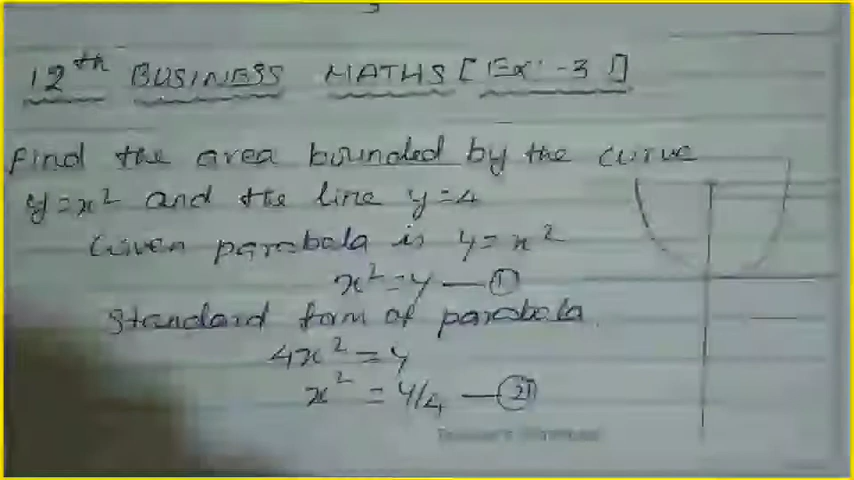 12th BUSINESS MATHS [Ex - 3.1]
Find the area bounded by the curve
y = x² and the line y = 4
Given parabola is y = x²
x² = y — ①
Standard form of parabola.
4x² = y
x² = y/4 — ②